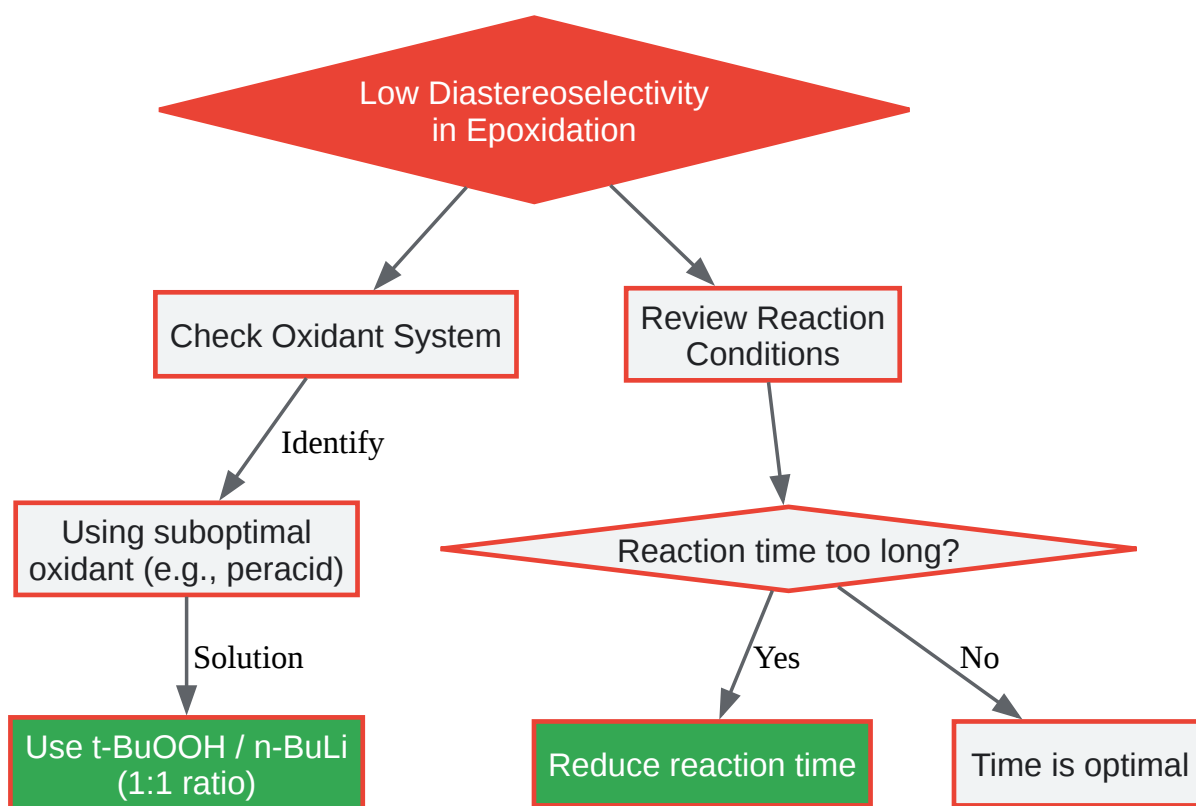 Low Diastereoselectivity
in Epoxidation
Check Oxidant System
Review Reaction
Conditions
Identify
Using suboptimal
oxidant (e.g., peracid)
Reaction time too long?
Solution
Yes
No
Use t-BuOOH / n-BuLi
(1:1 ratio)
Reduce reaction time
Time is optimal